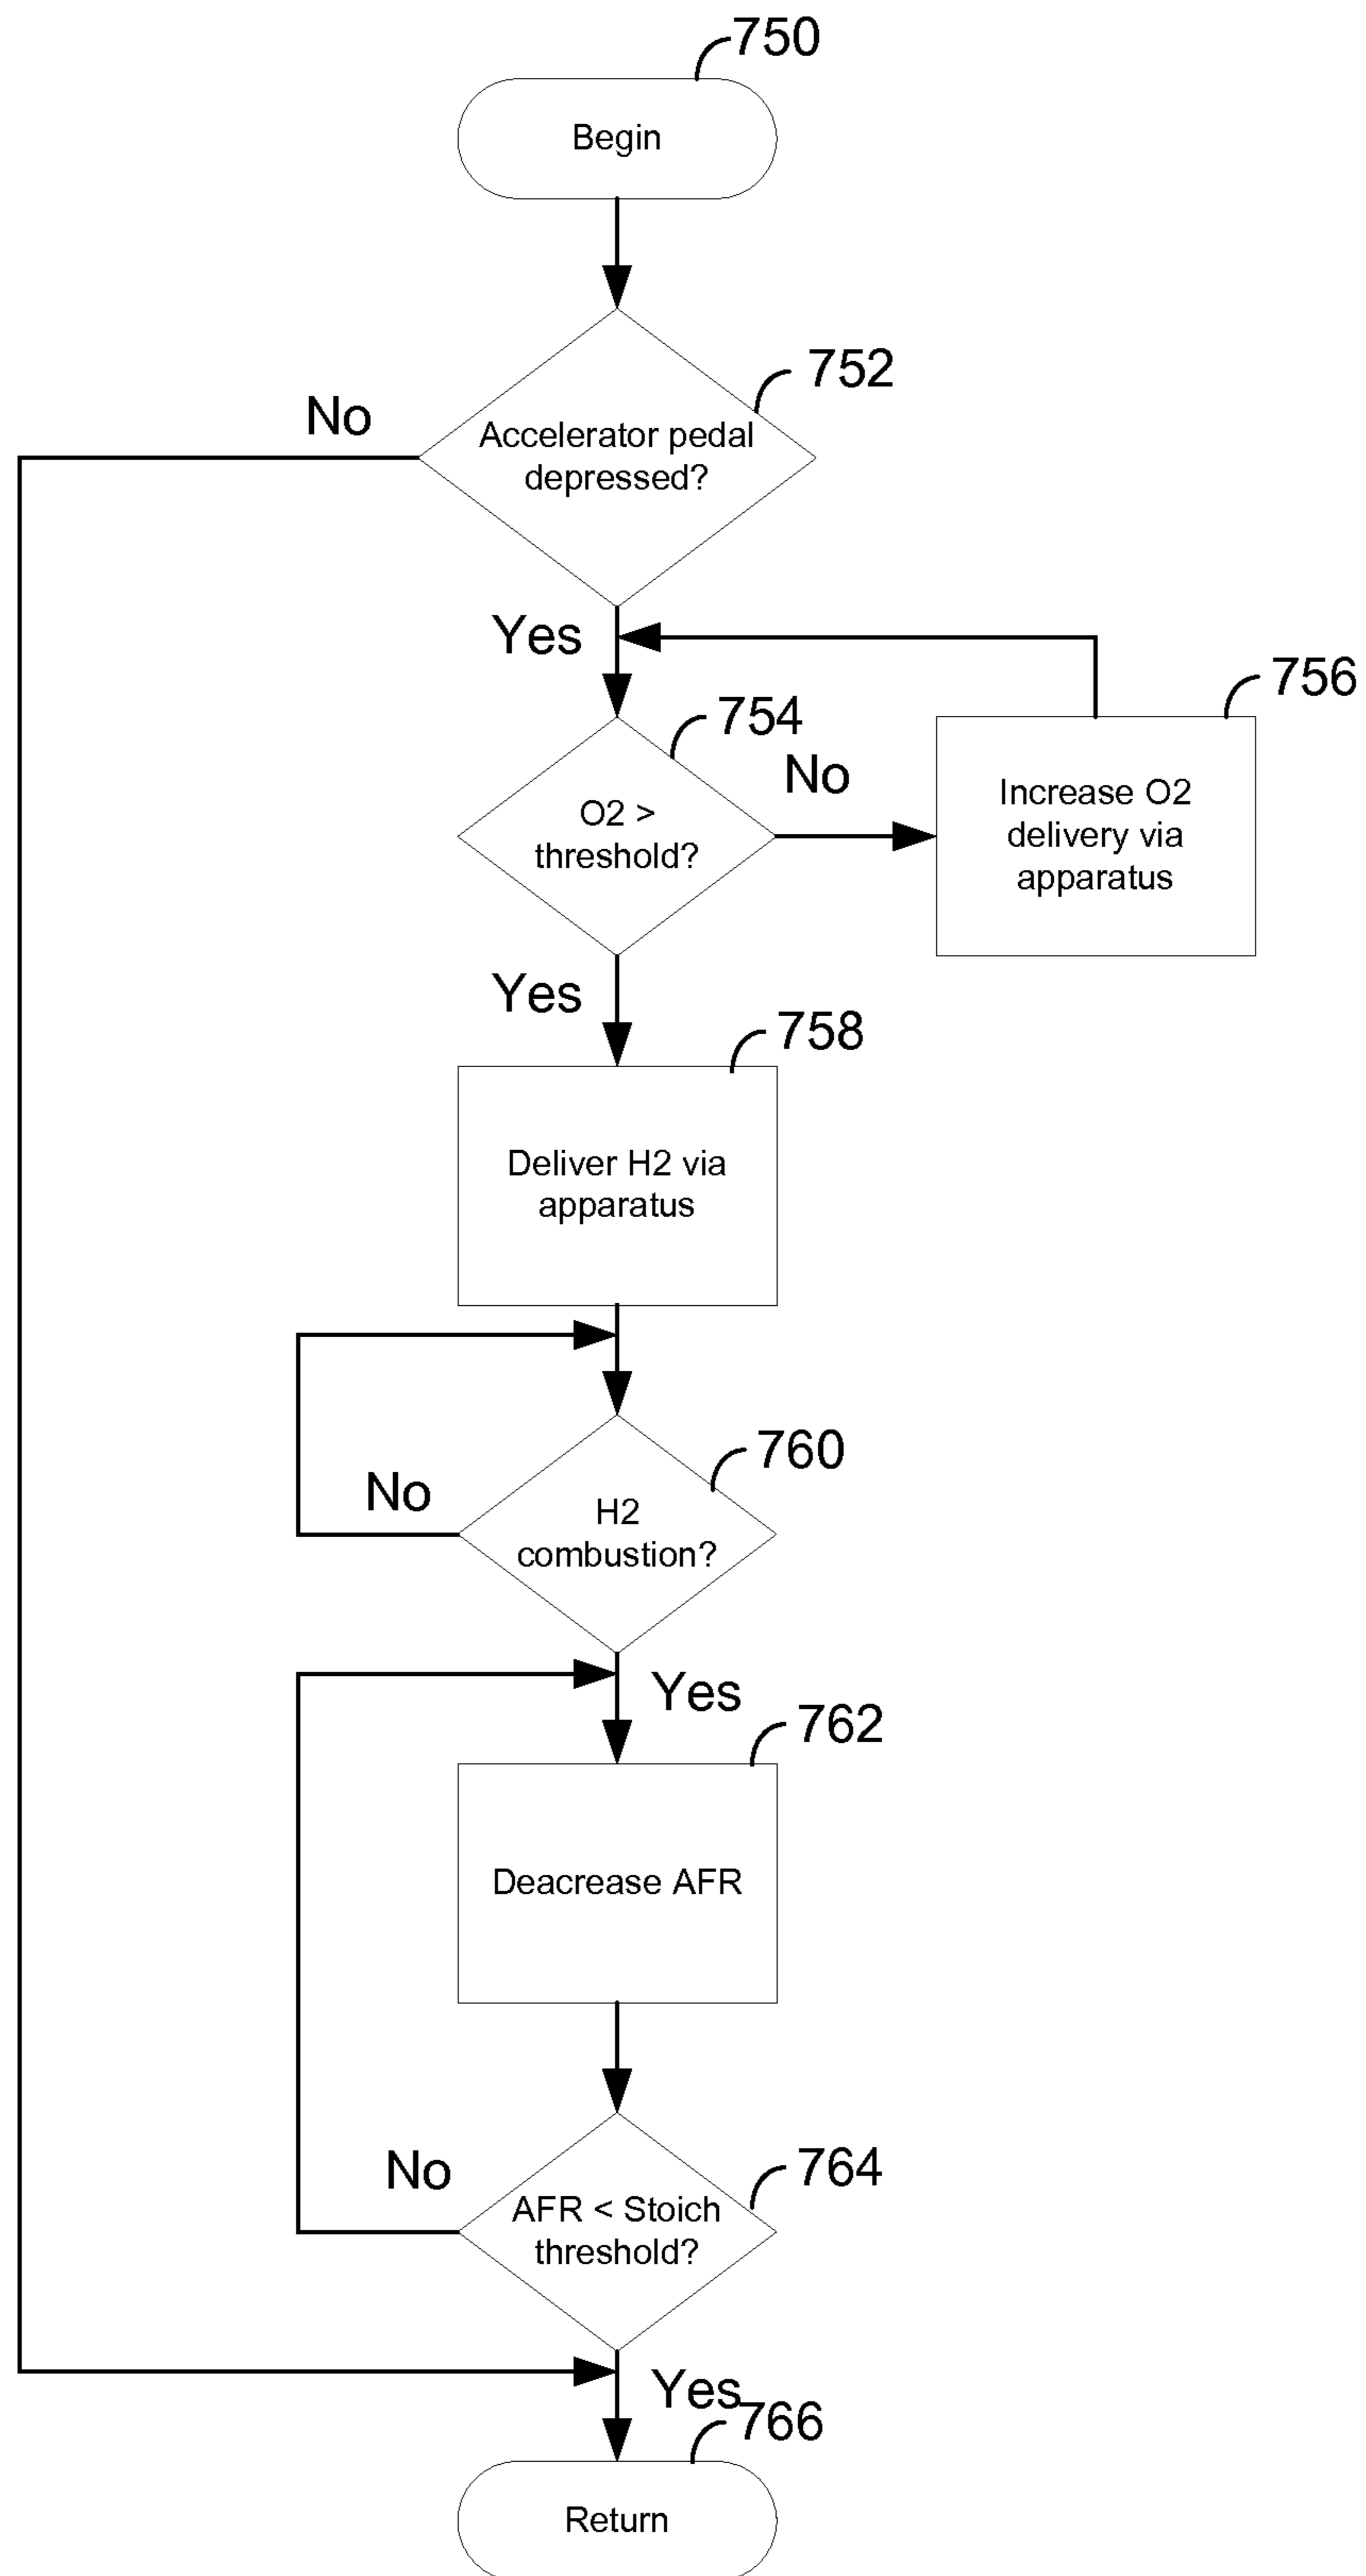 750
Begin
752
No
Accelerator pedal
depressed?
Yes
756
754
No
O2 >
threshold?
Increase O2
delivery via
apparatus
Yes
758
Deliver H2 via
apparatus
760
No
H2
combustion?
Yes
762
Deacrease AFR
764
No
AFR < Stoich
threshold?
Yes
766
Return